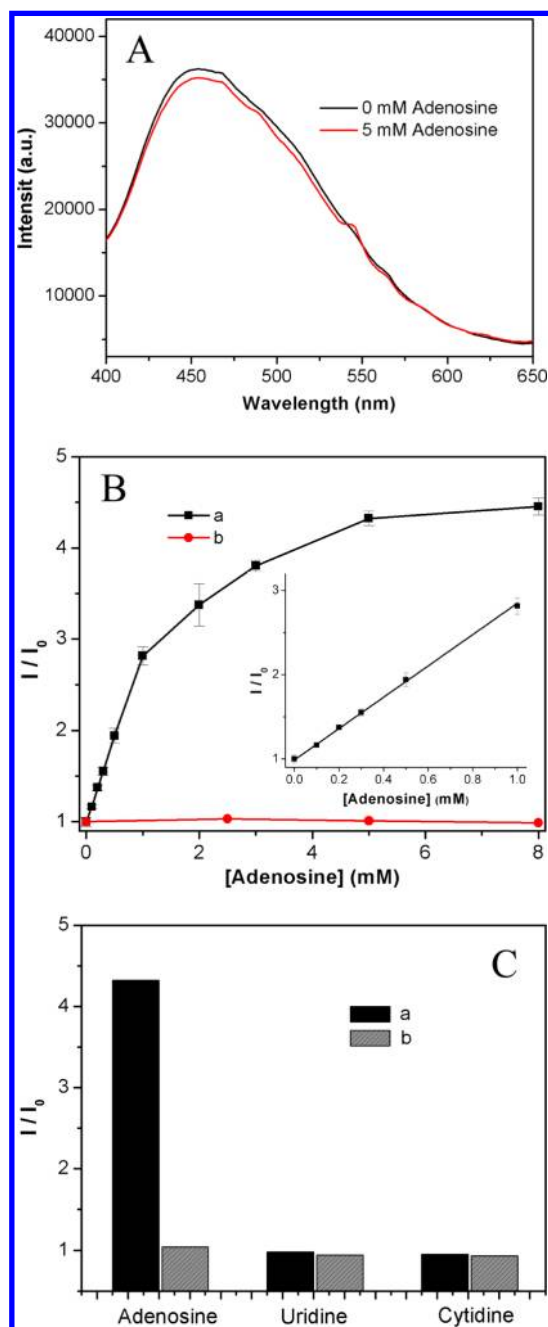 A
40000
30000
20000
10000
Intensit (a.u.)
0 mM Adenosine
5 mM Adenosine
400 450 500 550 600 650
Wavelength (nm)
B
5
4
3
2
1
I / I0
a
b
3
2
1
I / I0
0.0 0.2 0.4 0.6 0.8 1.0
[Adenosine] (mM)
0 2 4 6 8
[Adenosine] (mM)
C
5
4
3
2
1
I / I0
a
b
Adenosine Uridine Cytidine